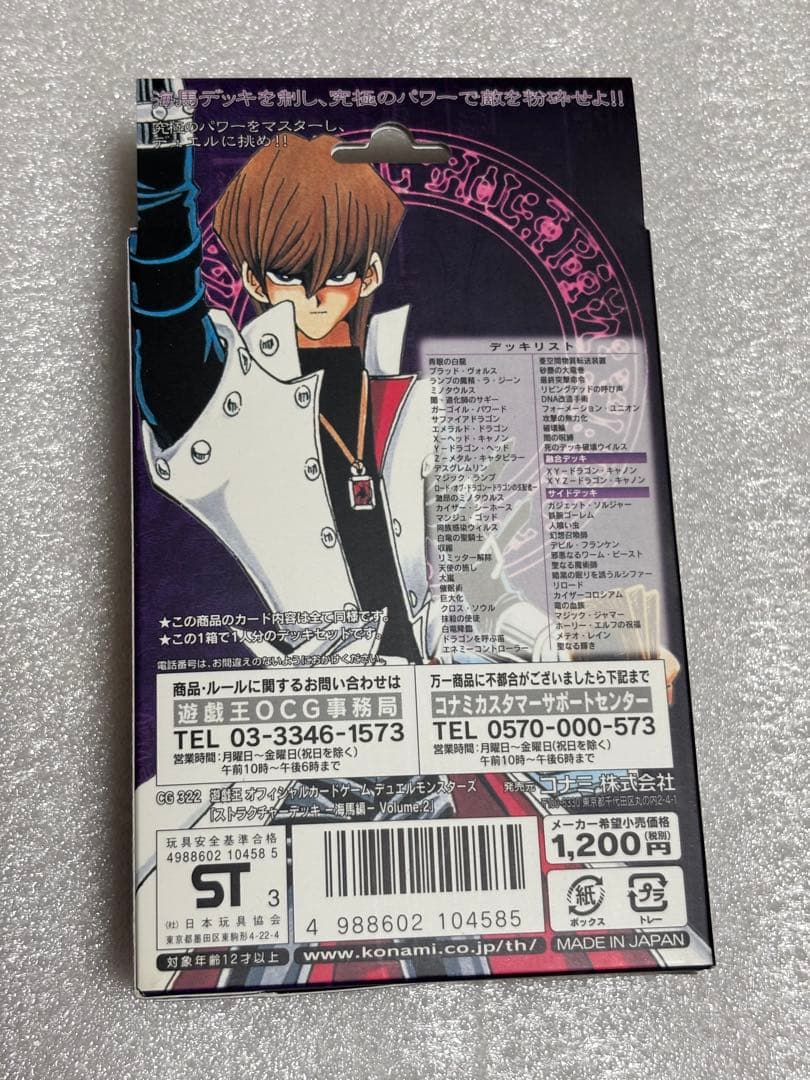 海馬デッキを制し、究極のパワーで敵を粉砕せよ!!
究極のパワーをマスターし、
デュエルに挑め!!
デッキリスト
青眼の白龍
ブラッド・ヴォルス
ランプの魔精・ラ・ジーン
ミノタウルス
闇・道化師のサギー
ガーゴイル・パワード
サファイアドラゴン
エメラルド・ドラゴン
X-ヘッド・キャノン
Y-ドラゴン・ヘッド
Z-メタル・キャタピラー
デスグレムリン
マジック・ランプ
ロード・オブ・ドラゴン-ドラゴンの支配者-
激昂のミノタウルス
カイザー・シーホース
マンジュ・ゴッド
同族感染ウィルス
白竜の聖騎士
収縮
リミッター解除
天使の施し
大嵐
催眠術
巨大化
クロス・ソウル
抹殺の使徒
白竜降臨
ドラゴンを呼ぶ笛
エネミーコントローラー
亜空間物質転送装置
砂塵の大竜巻
最終突撃命令
リビングデッドの呼び声
DNA改造手術
フォーメーション・ユニオン
攻撃の無力化
破壊輪
闇の呪縛
死のデッキ破壊ウイルス
融合デッキ
XY-ドラゴン・キャノン
XYZ-ドラゴン・キャノン
サイドデッキ
ガジェット・ソルジャー
鉄腕ゴーレム
人喰い虫
幻想召喚師
デビル・フランケン
邪悪なるワーム・ビースト
聖なる魔術師
暗黒の眠りを誘うルシファー
リロード
カイザーコロシアム
竜の血族
マジック・ジャマー
ホーリー・エルフの祝福
メテオ・レイン
聖なる輝き
★この商品のカード内容は全て同様です。
★この1箱で1人分のデッキセットです。
電話番号は、お間違えのないようにおかけください。
商品・ルールに関するお問い合わせは
遊戯王OCG事務局
TEL 03-3346-1573
営業時間:月曜日~金曜日(祝日を除く)
午前10時~午後6時まで
万一商品に不都合がございましたら下記まで
コナミカスタマーサポートセンター
TEL 0570-000-573
営業時間:月曜日~金曜日(祝日を除く)
午前10時~午後6時まで
CG 322 遊戯王 オフィシャルカードゲーム デュエルモンスターズ
「ストラクチャーデッキ -海馬編- Volume.2」
発売元 コナミ株式会社
〒100-6330 東京都千代田区丸の内2-4-1
玩具安全基準合格
4988602 10458 5
ST 3
(社)日本玩具協会
東京都墨田区東駒形4-22-4
対象年齢12才以上
4 988602 104585
www.konami.co.jp/th/
メーカー希望小売価格
1,200円(税別)
紙
ボックス
プラ
トレー
MADE IN JAPAN